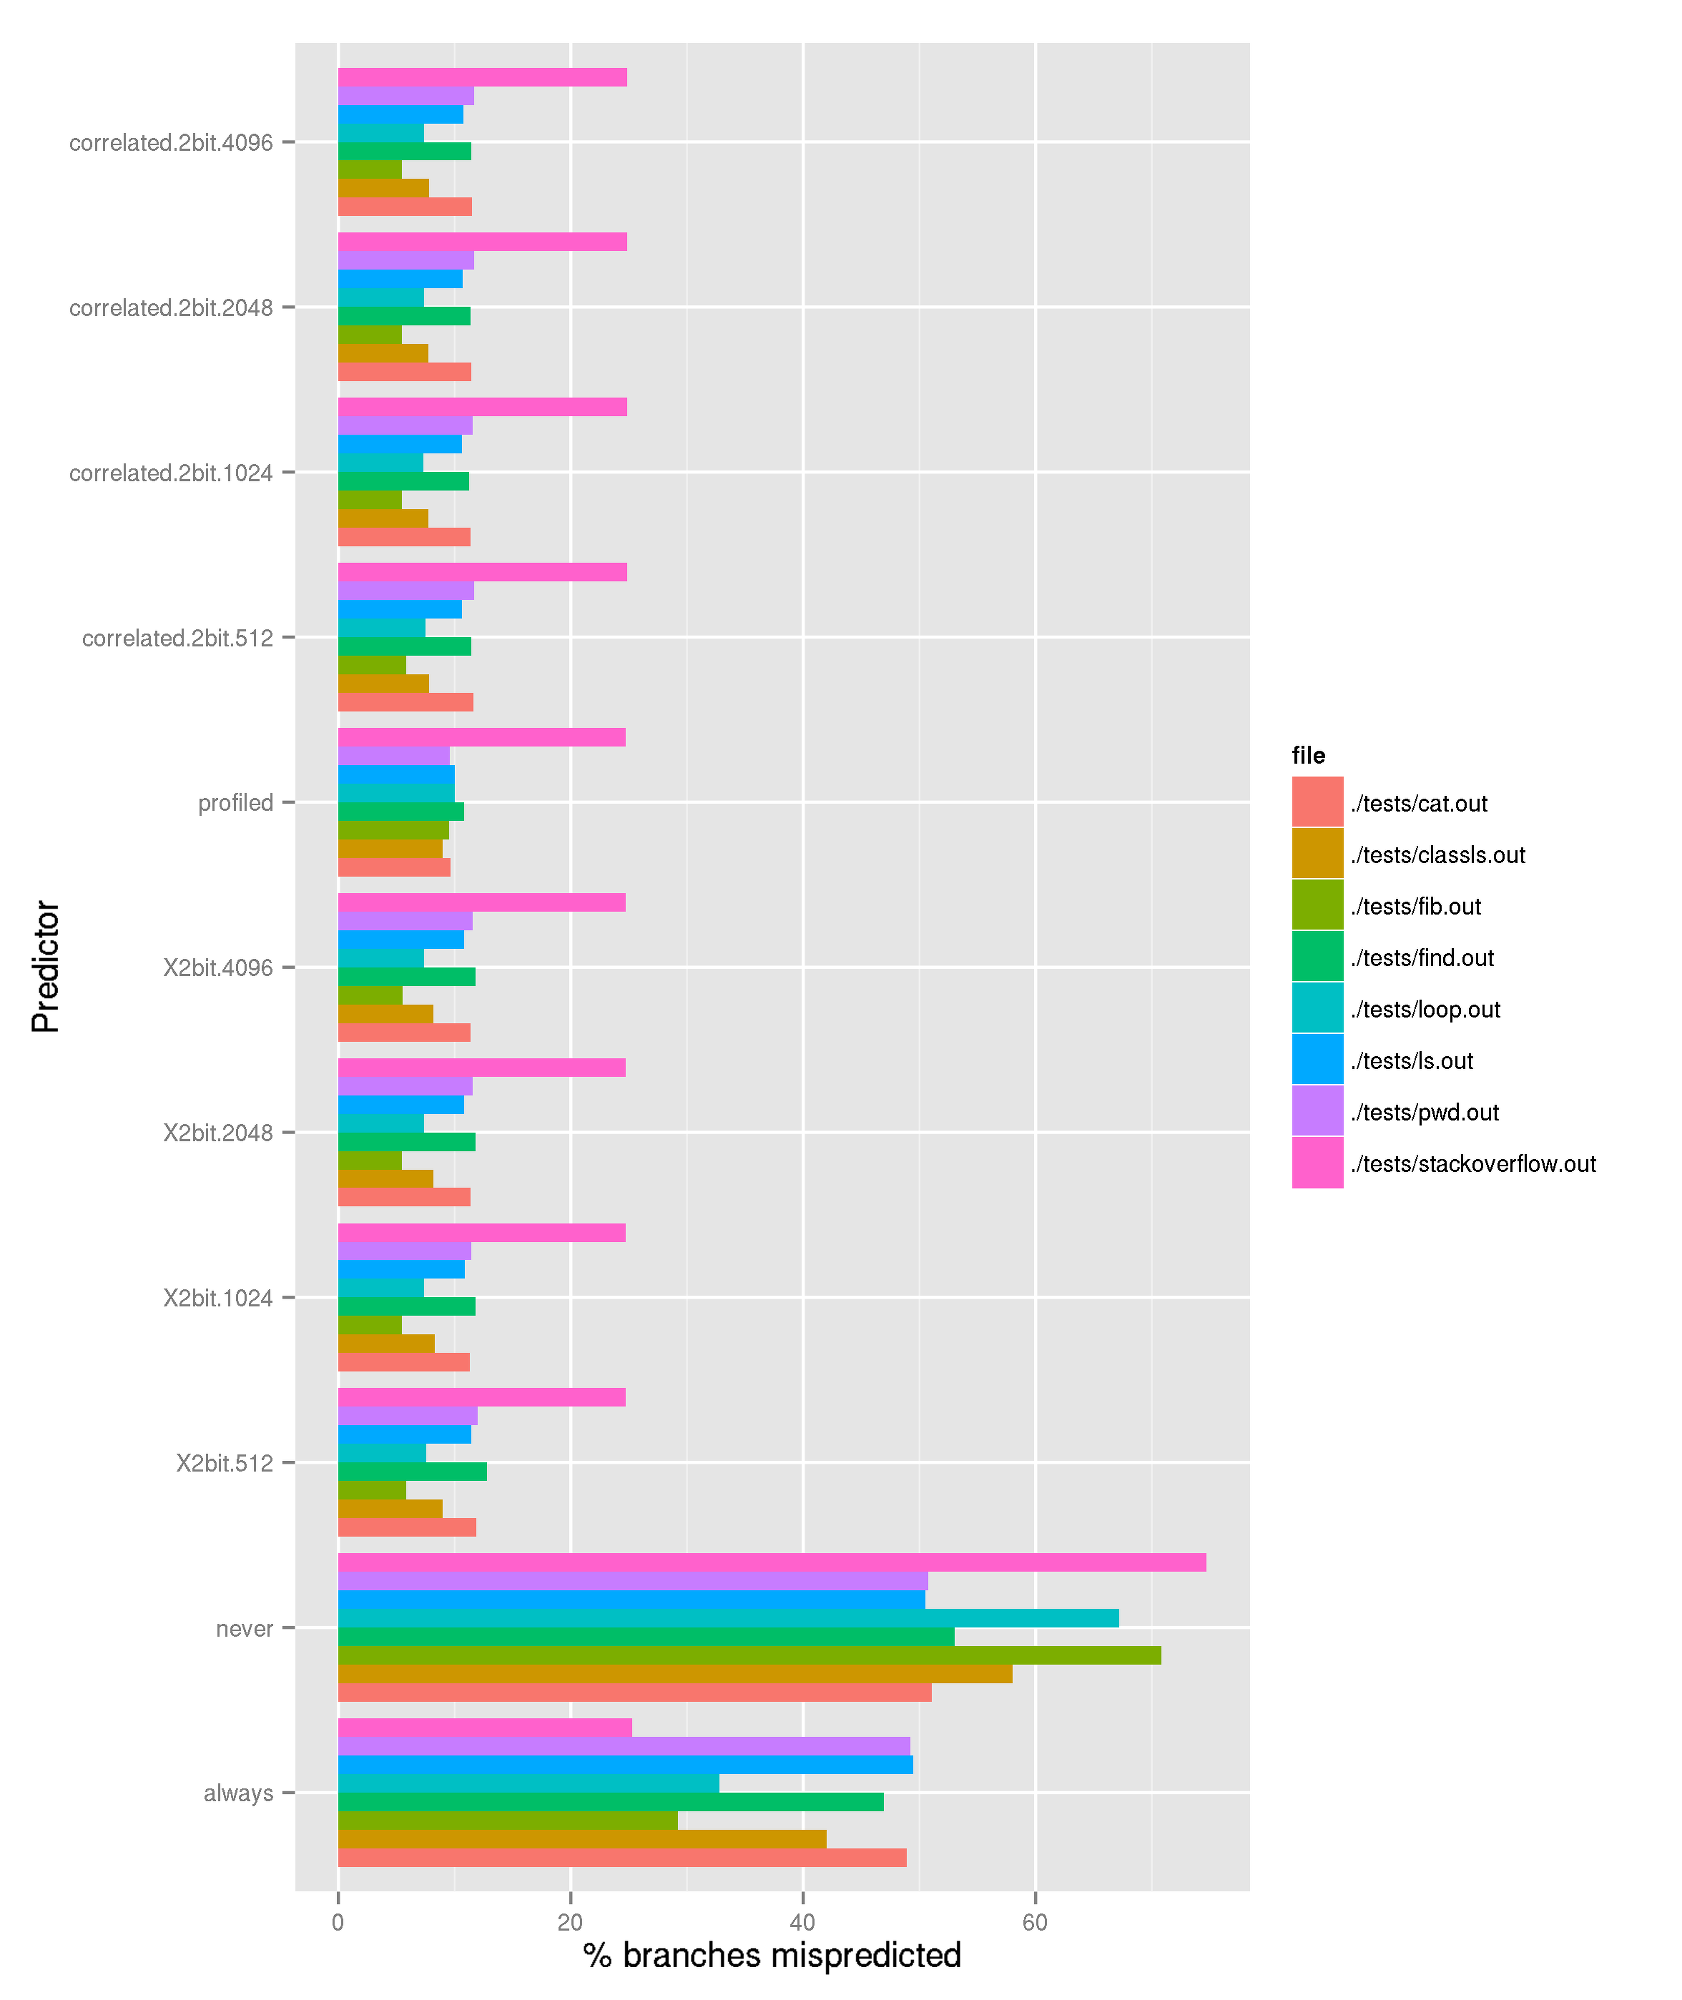 correlated.2bit.4096
correlated.2bit.2048
correlated.2bit.1024
correlated.2bit.512
profiled
X2bit.4096
X2bit.2048
X2bit.1024
X2bit.512
never
always
Predictor
0 20 40 60
% branches mispredicted
file
./tests/cat.out
./tests/classls.out
./tests/fib.out
./tests/find.out
./tests/loop.out
./tests/ls.out
./tests/pwd.out
./tests/stackoverflow.out